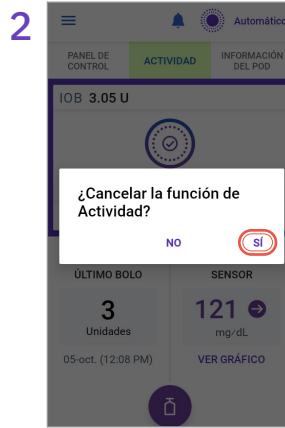 2
Automático
PANEL DE CONTROL
ACTIVIDAD
INFORMACIÓN DEL POD
IOB 3.05 U
¿Cancelar la función de
Actividad?
NO SÍ
ÚLTIMO BOLO SENSOR
3 121
Unidades mg/dL
05-oct. (12:08 PM) VER GRÁFICO